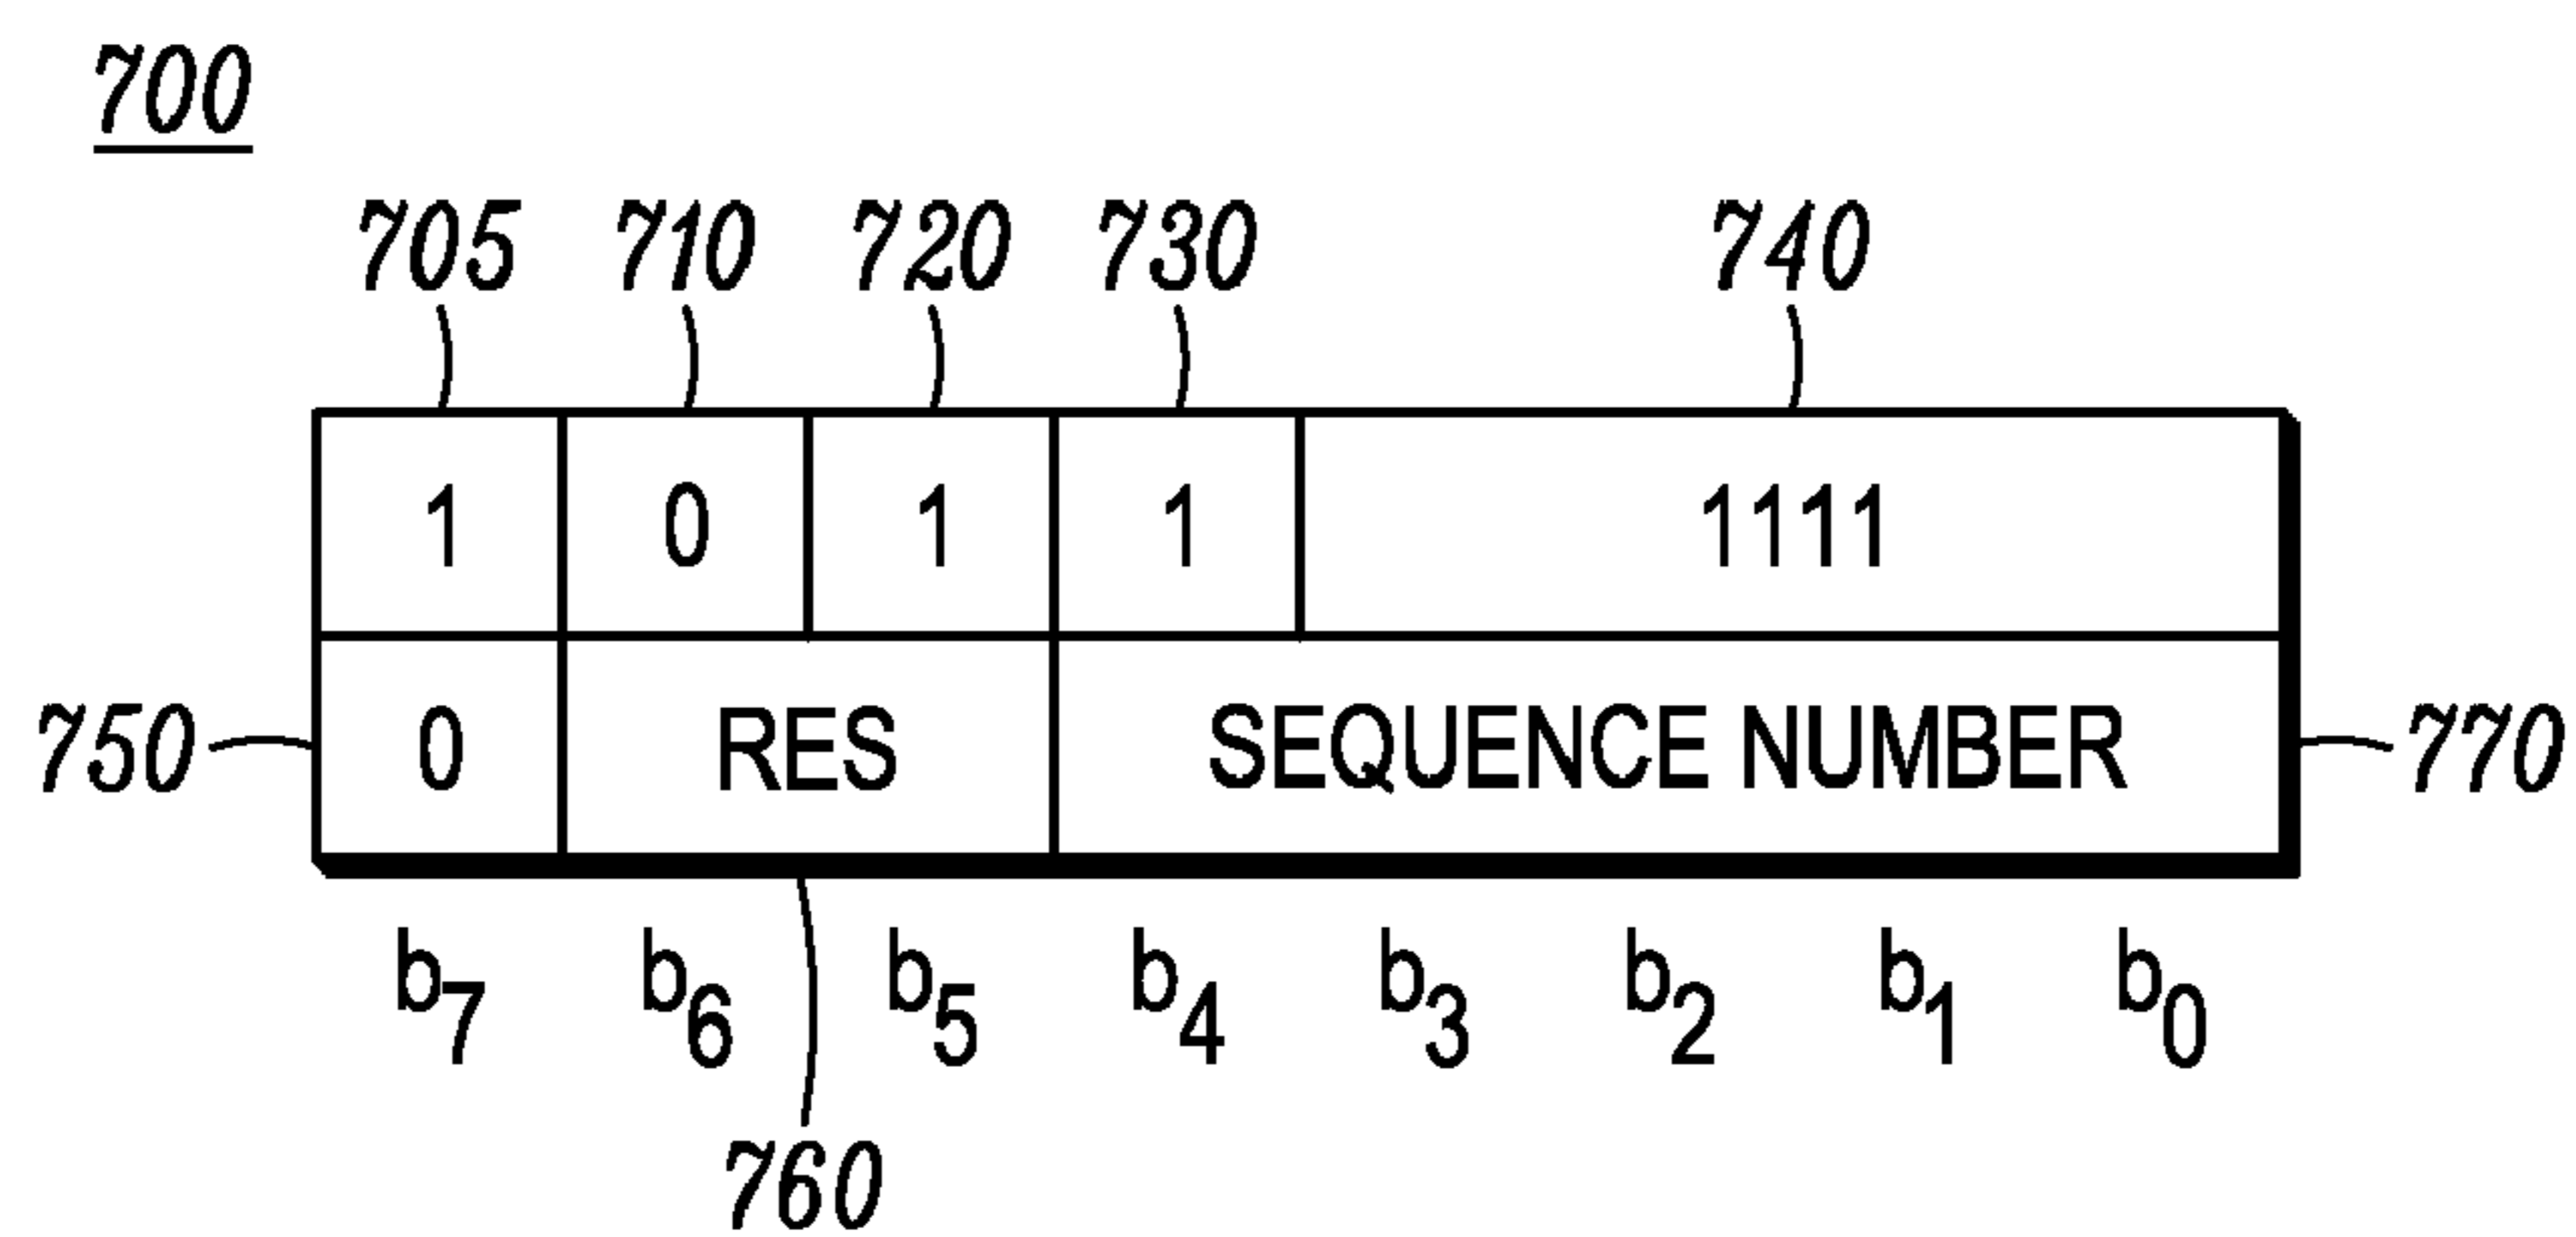 700
705 710 720 730 740
1 0 1 1 1111
750 0 RES SEQUENCE NUMBER 770
b7 b6 b5 b4 b3 b2 b1 b0
760